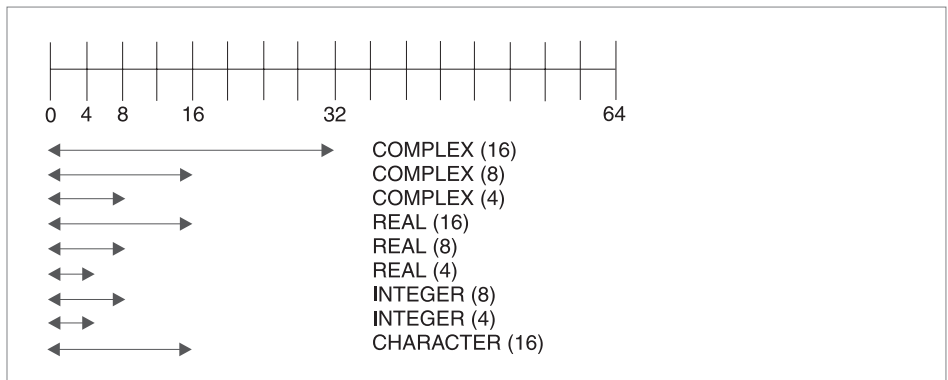 0 4 8 16 32 64
COMPLEX (16)
COMPLEX (8)
COMPLEX (4)
REAL (16)
REAL (8)
REAL (4)
INTEGER (8)
INTEGER (4)
CHARACTER (16)